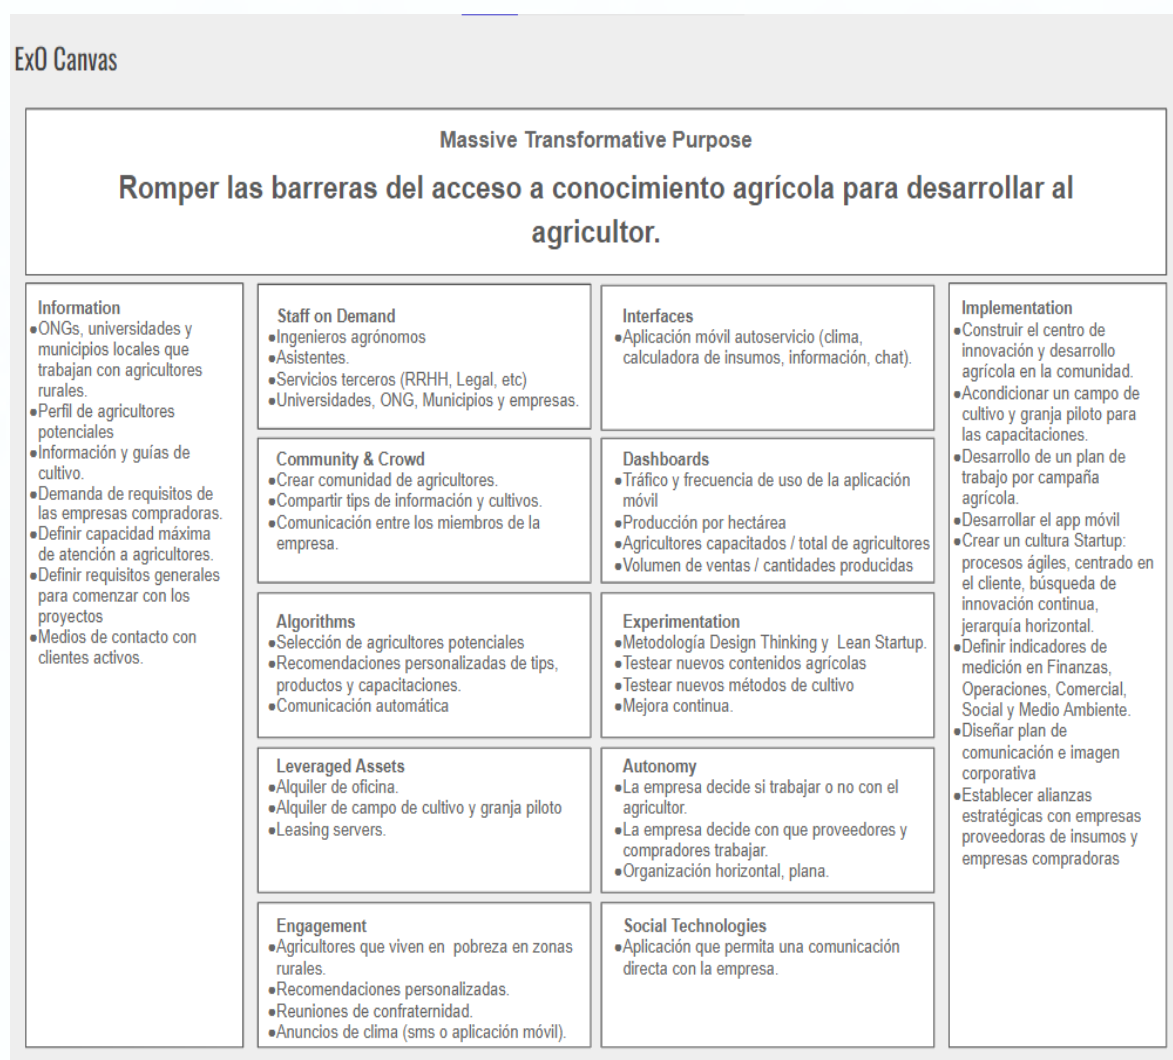 ExO Canvas
Massive Transformative Purpose
Romper las barreras del acceso a conocimiento agrícola para desarrollar al
agricultor.
Information
●ONGs, universidades y
municipios locales que
trabajan con agricultores
rurales.
●Perfil de agricultores
potenciales
●Información y guías de
cultivo.
●Demanda de requisitos de
las empresas compradoras.
●Definir capacidad máxima
de atención a agricultores.
●Definir requisitos generales
para comenzar con los
proyectos
●Medios de contacto con
clientes activos.
Staff on Demand
●Ingenieros agrónomos
●Asistentes.
●Servicios terceros (RRHH, Legal, etc)
●Universidades, ONG, Municipios y empresas.
Community & Crowd
●Crear comunidad de agricultores.
●Compartir tips de información y cultivos.
●Comunicación entre los miembros de la
empresa.
Algorithms
●Selección de agricultores potenciales
●Recomendaciones personalizadas de tips,
productos y capacitaciones.
●Comunicación automática
Leveraged Assets
●Alquiler de oficina.
●Alquiler de campo de cultivo y granja piloto
●Leasing servers.
Engagement
●Agricultores que viven en pobreza en zonas
rurales.
●Recomendaciones personalizadas.
●Reuniones de confraternidad.
●Anuncios de clima (sms o aplicación móvil).
Interfaces
●Aplicación móvil autoservicio (clima,
calculadora de insumos, información, chat).
Dashboards
●Tráfico y frecuencia de uso de la aplicación
móvil
●Producción por hectárea
●Agricultores capacitados / total de agricultores
●Volumen de ventas / cantidades producidas
Experimentation
●Metodología Design Thinking y Lean Startup.
●Testear nuevos contenidos agrícolas
●Testear nuevos métodos de cultivo
●Mejora continua.
Autonomy
●La empresa decide si trabajar o no con el
agricultor.
●La empresa decide con que proveedores y
compradores trabajar.
●Organización horizontal, plana.
Social Technologies
●Aplicación que permita una comunicación
directa con la empresa.
Implementation
●Construir el centro de
innovación y desarrollo
agrícola en la comunidad.
●Acondicionar un campo de
cultivo y granja piloto para
las capacitaciones.
●Desarrollo de un plan de
trabajo por campaña
agrícola.
●Desarrollar el app móvil
●Crear un cultura Startup:
procesos ágiles, centrado en
el cliente, búsqueda de
innovación continua,
jerarquía horizontal.
●Definir indicadores de
medición en Finanzas,
Operaciones, Comercial,
Social y Medio Ambiente.
●Diseñar plan de
comunicación e imagen
corporativa
●Establecer alianzas
estratégicas con empresas
proveedoras de insumos y
empresas compradoras